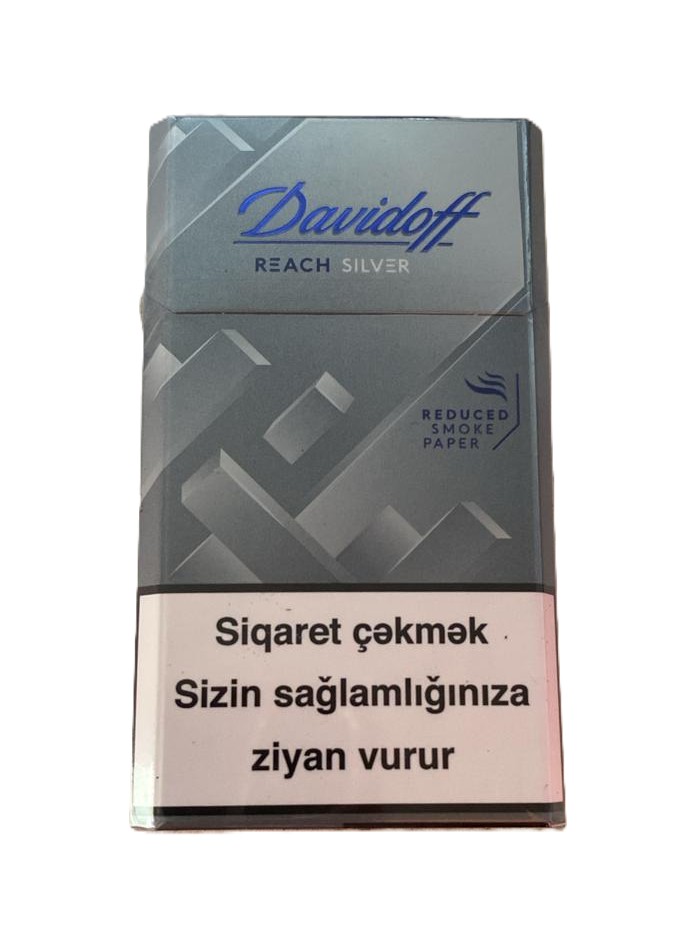 Davidoff
REACH SILVER
REDUCED
SMOKE
PAPER
Siqaret çəkmək
Sizin sağlamlığınıza
ziyan vurur